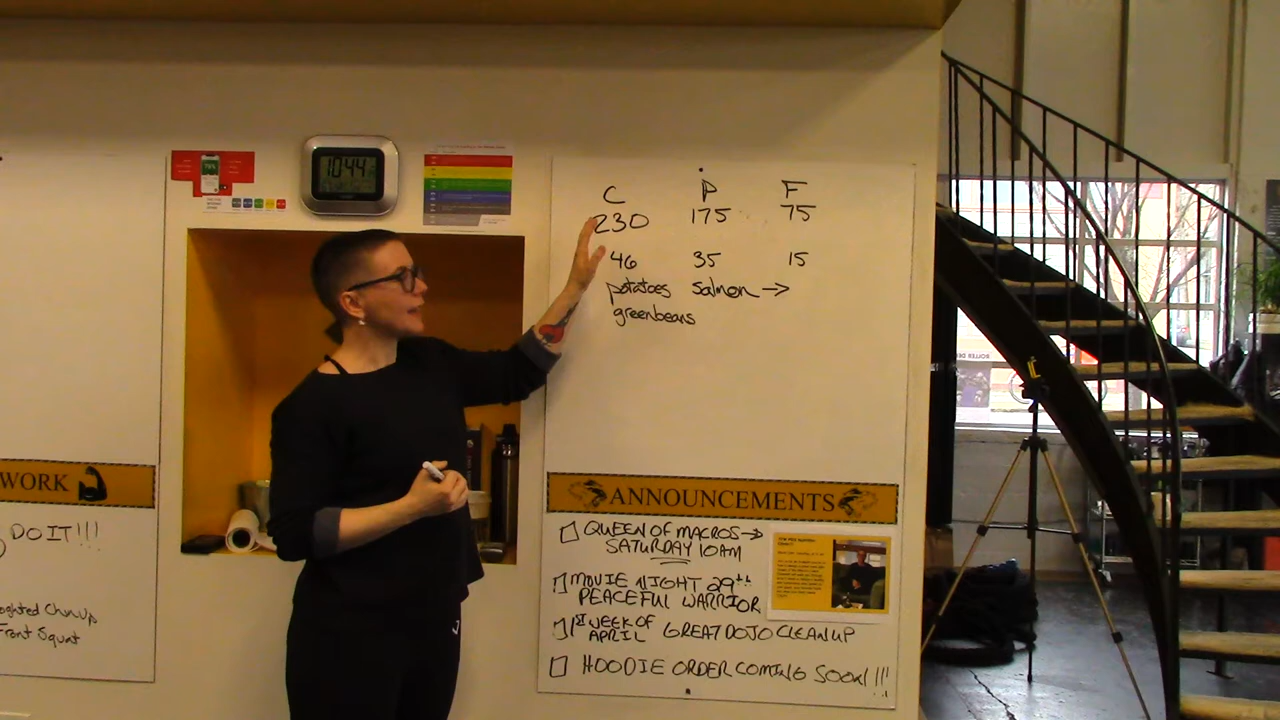 10:44
C P F
230 175 75
46 35 15
potatoes salmon →
greenbeans
WORK
DO IT!!!
Front Squat
ANNOUNCEMENTS
QUEEN OF MACROS →
SATURDAY 10AM
MOVIE NIGHT 29th
PEACEFUL WARRIOR
1st WEEK OF
APRIL GREAT DOJO CLEANUP
HOODIE ORDER COMING SOON!!!